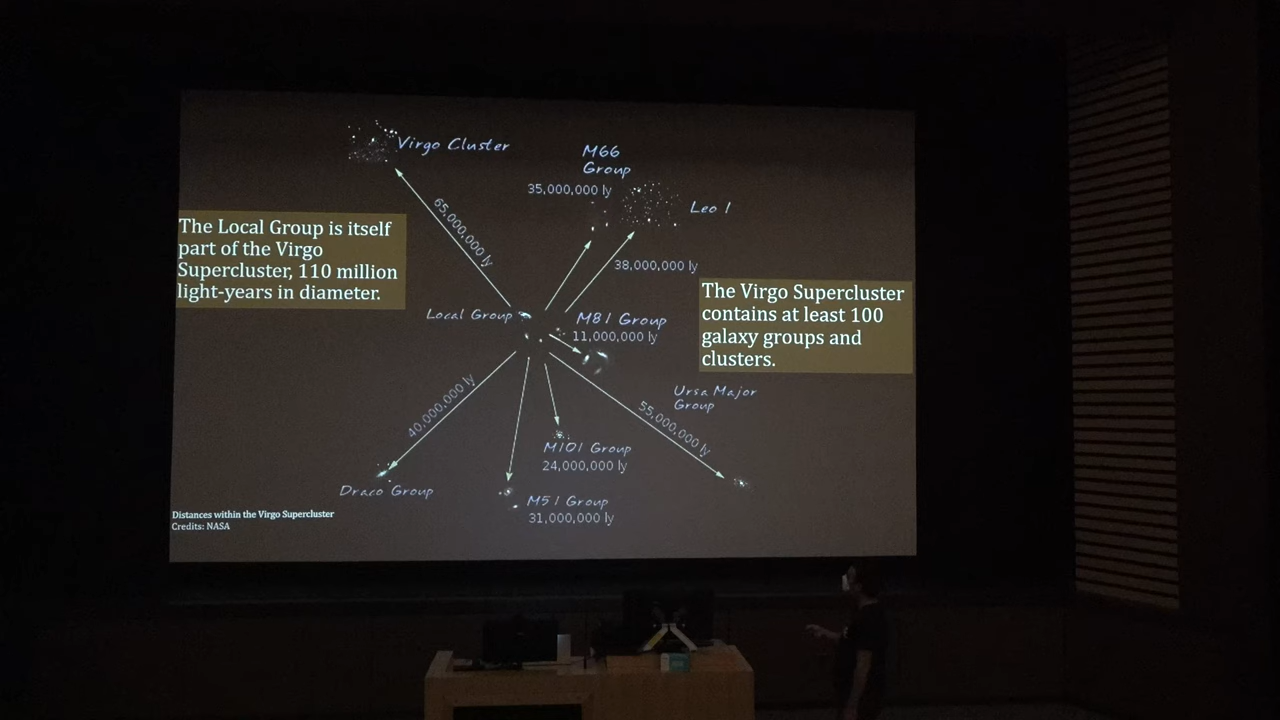 Virgo Cluster
M66
Group
35,000,000 ly
Leo I
65,000,000 ly
38,000,000 ly
The Local Group is itself
part of the Virgo
Supercluster, 110 million
light-years in diameter.
The Virgo Supercluster
contains at least 100
galaxy groups and
clusters.
Local Group
M81 Group
11,000,000 ly
Ursa Major
Group
55,000,000 ly
40,000,000 ly
M101 Group
24,000,000 ly
Draco Group
M51 Group
31,000,000 ly
Distances within the Virgo Supercluster
Credits: NASA